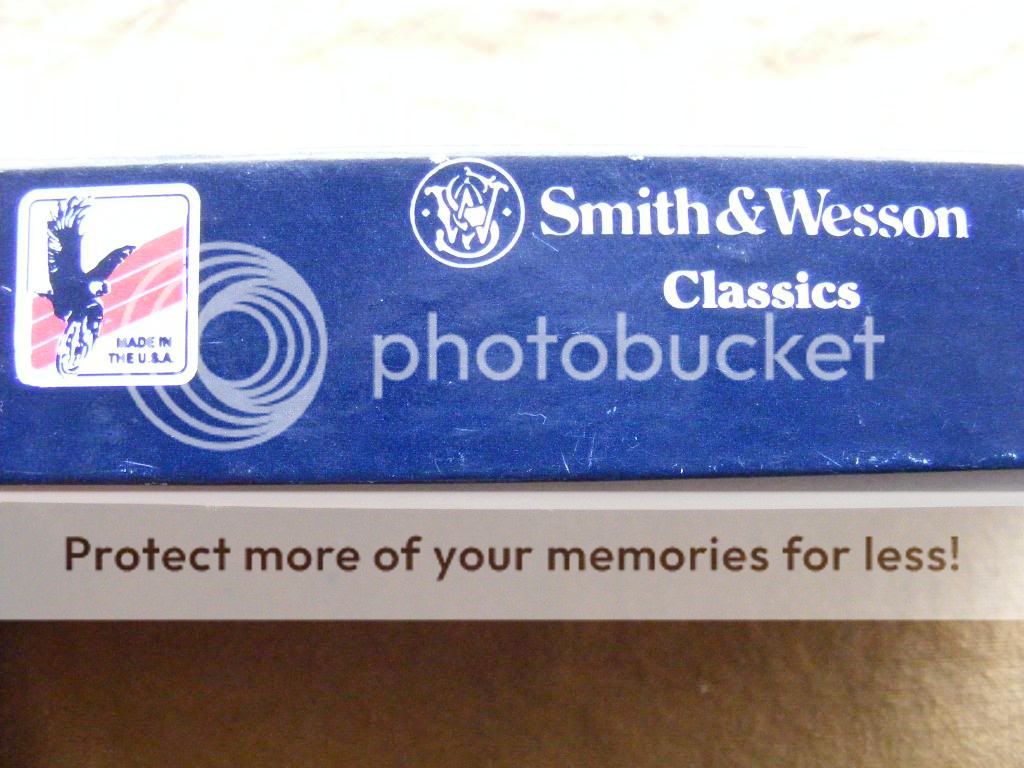 Smith & Wesson
Classics
MADE IN
THE U.S.A.
photobucket
Protect more of your memories for less!